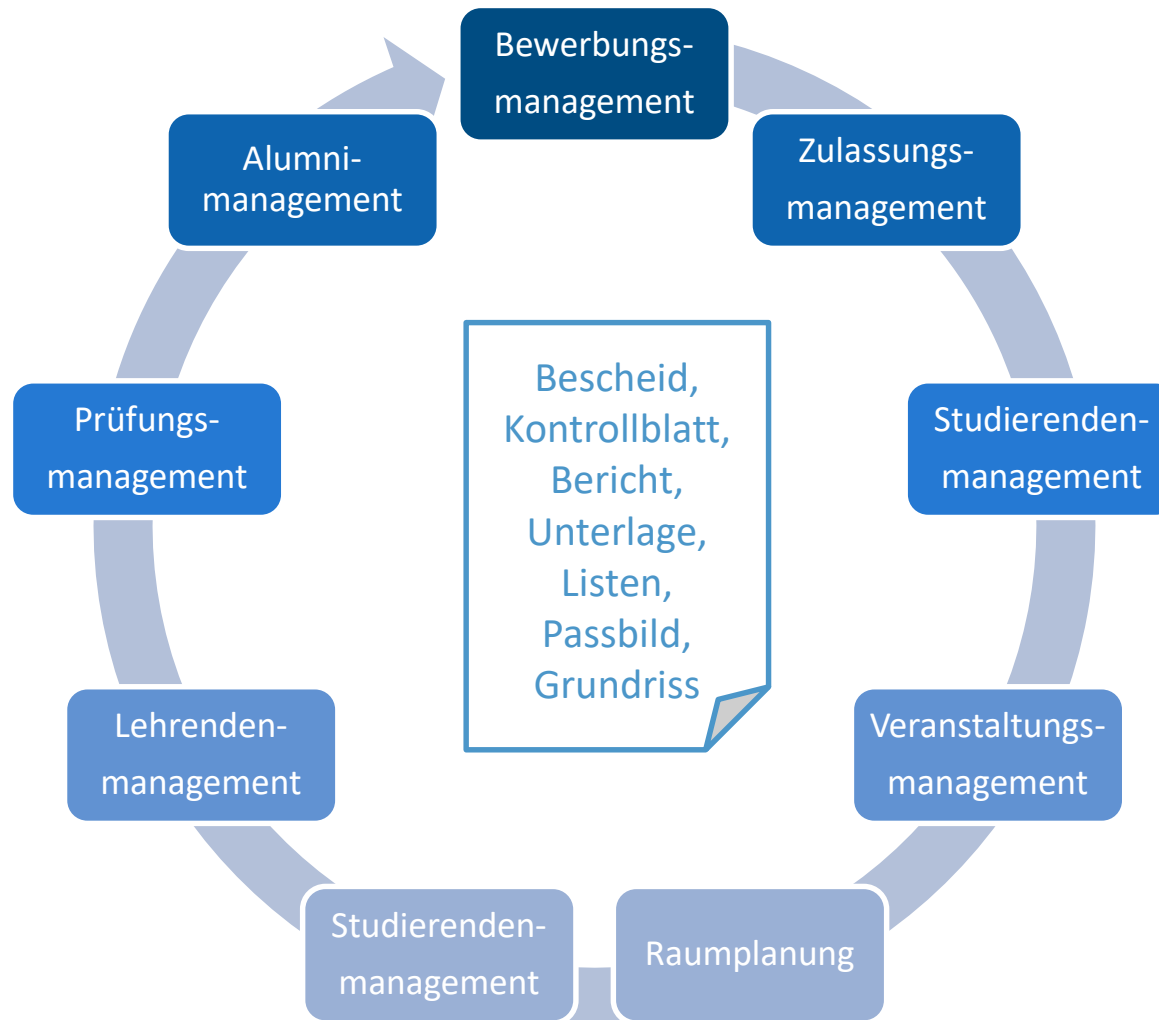 Bewerbungs-
management
Zulassungs-
management
Studierenden-
management
Veranstaltungs-
management
Raumplanung
Studierenden-
management
Lehrenden-
management
Prüfungs-
management
Alumni-
management
Bescheid,
Kontrollblatt,
Bericht,
Unterlage,
Listen,
Passbild,
Grundriss